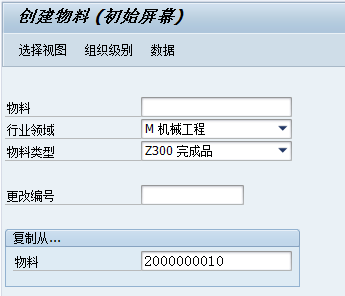 创建物料 (初始屏幕)
选择视图 组织级别 数据
物料
行业领域 M 机械工程
物料类型 Z300 完成品
更改编号
复制从...
物料 2000000010